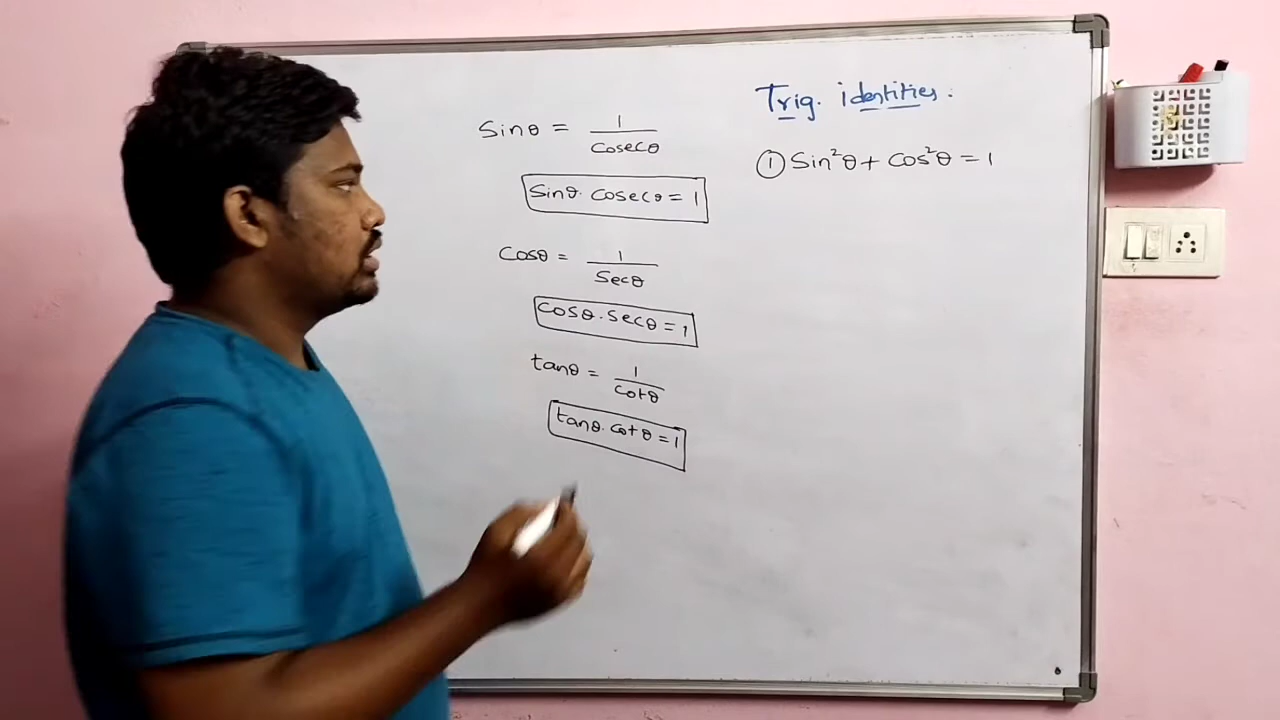 Sinθ = 1/Cosecθ
Sinθ. cosecθ = 1
Cosθ = 1/Secθ
Cosθ. Secθ = 1
tanθ = 1/cotθ
tanθ. cotθ = 1
Trig. identities.
① Sin²θ + Cos²θ = 1